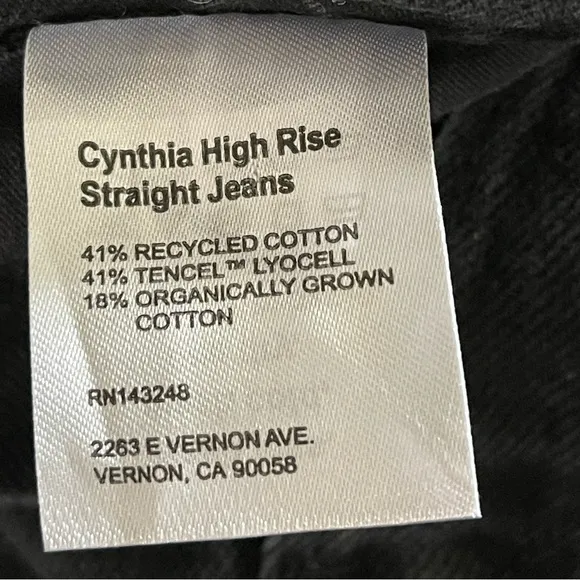 Cynthia High Rise
Straight Jeans
41% RECYCLED COTTON
41% TENCEL™ LYOCELL
18% ORGANICALLY GROWN
COTTON
RN143248
2263 E VERNON AVE.
VERNON, CA 90058